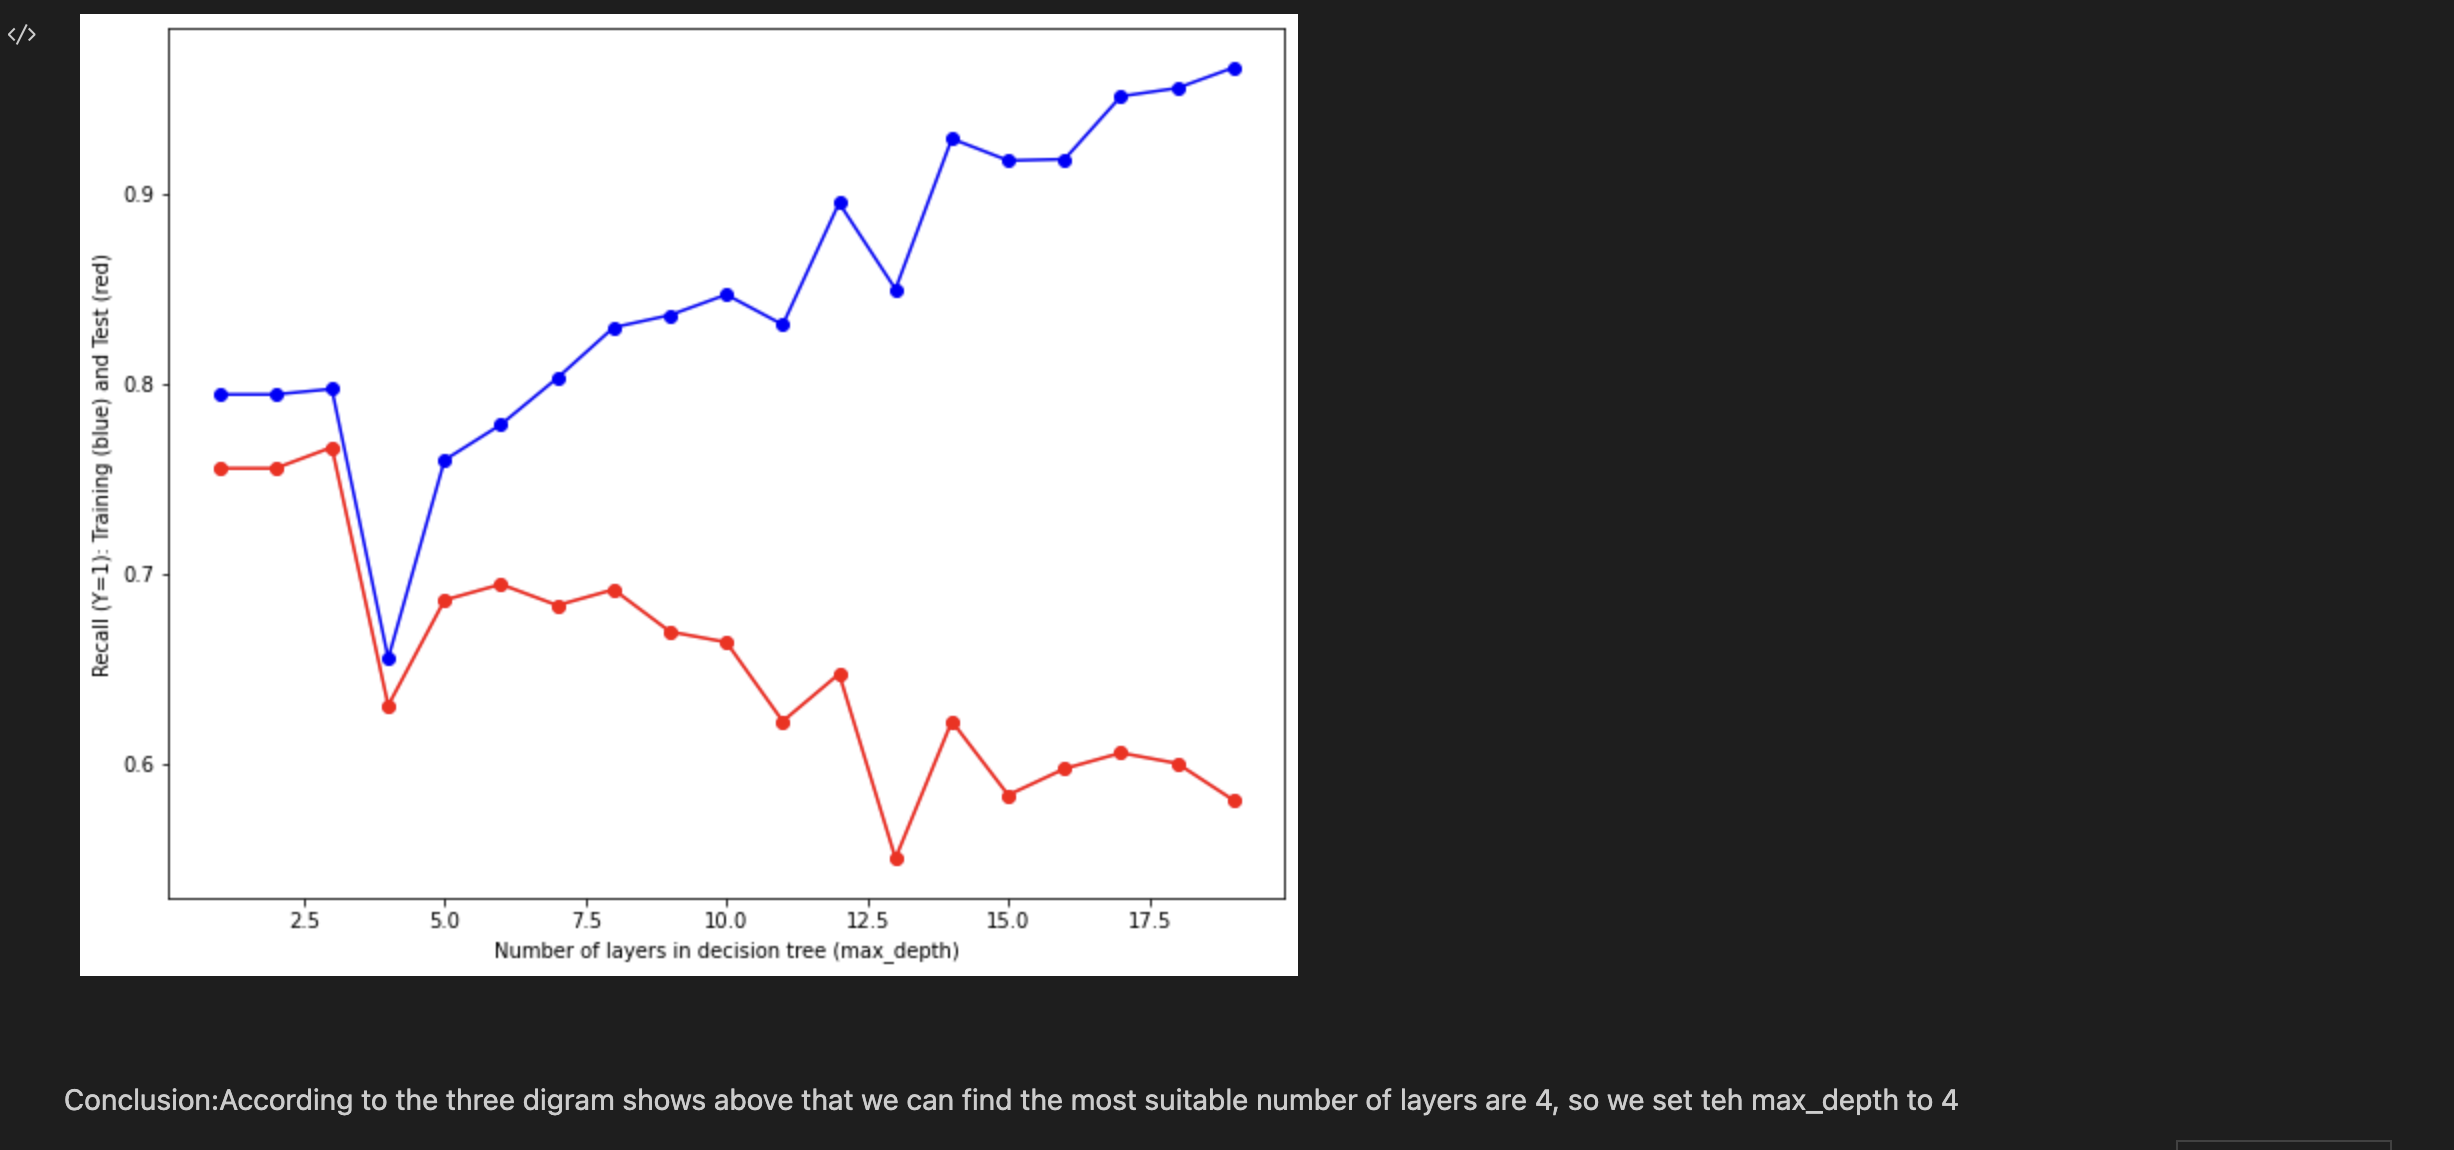 </>
0.9
0.8
0.7
0.6
Recall (Y=1): Training (blue) and Test (red)
2.5 5.0 7.5 10.0 12.5 15.0 17.5
Number of layers in decision tree (max_depth)
Conclusion:According to the three digram shows above that we can find the most suitable number of layers are 4, so we set teh max_depth to 4